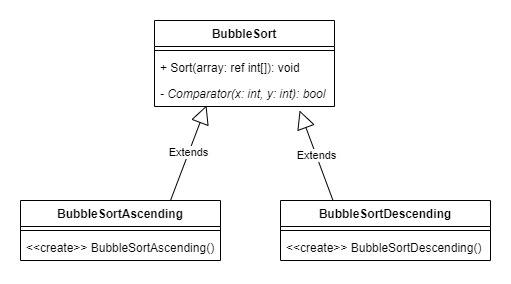 BubbleSort
+ Sort(array: ref int[]): void
- Comparator(x: int, y: int): bool
Extends
Extends
BubbleSortAscending
<<create>> BubbleSortAscending()
BubbleSortDescending
<<create>> BubbleSortDescending()